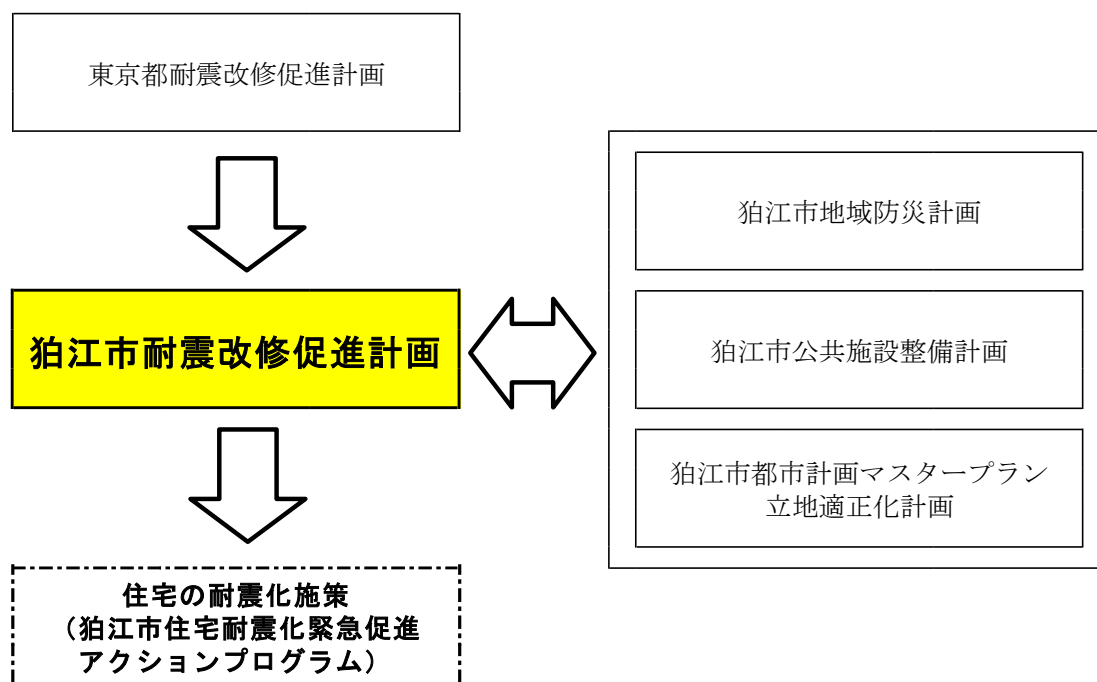 東京都耐震改修促進計画
狛江市地域防災計画
狛江市耐震改修促進計画
狛江市公共施設整備計画
狛江市都市計画マスタープラン
立地適正化計画
住宅の耐震化施策
(狛江市住宅耐震化緊急促進
アクションプログラム)